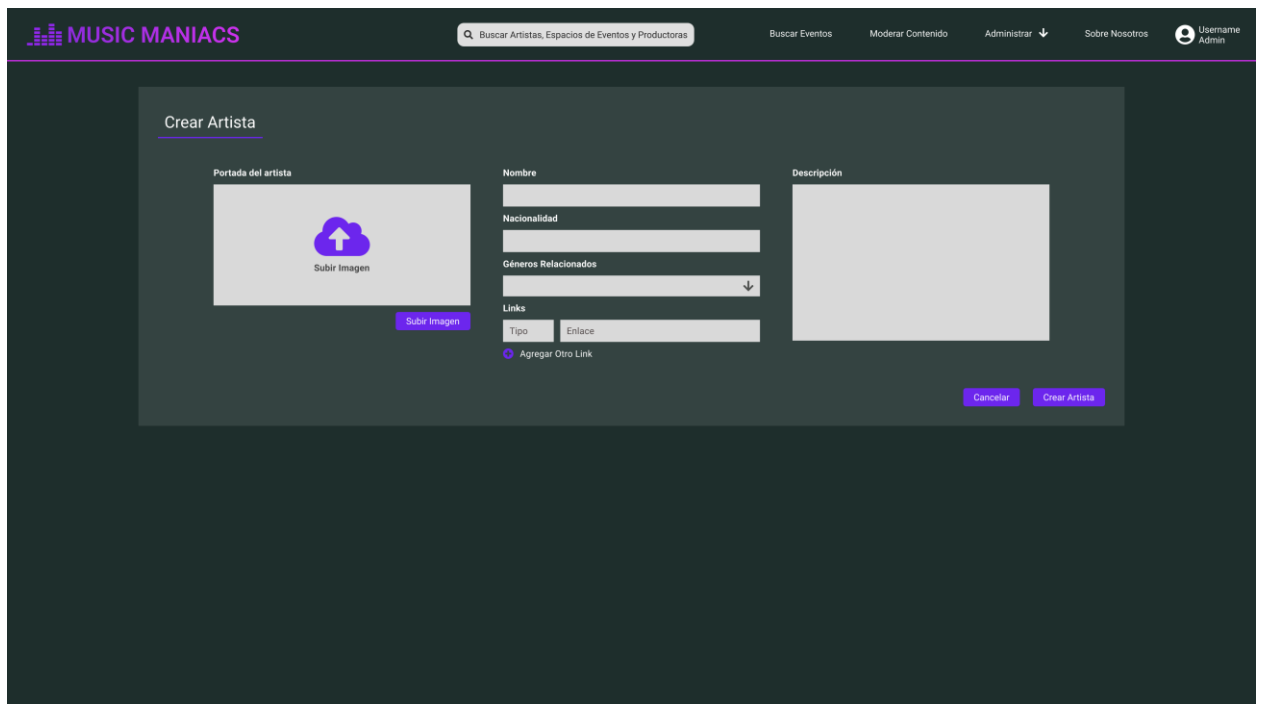 MUSIC MANIACS
Buscar Artistas, Espacios de Eventos y Productoras
Buscar Eventos
Moderar Contenido
Administrar
Sobre Nosotros
Username
Admin
Crear Artista
Portada del artista
Subir Imagen
Subir Imagen
Nombre
Nacionalidad
Géneros Relacionados
Links
Tipo
Enlace
Agregar Otro Link
Descripción
Cancelar
Crear Artista